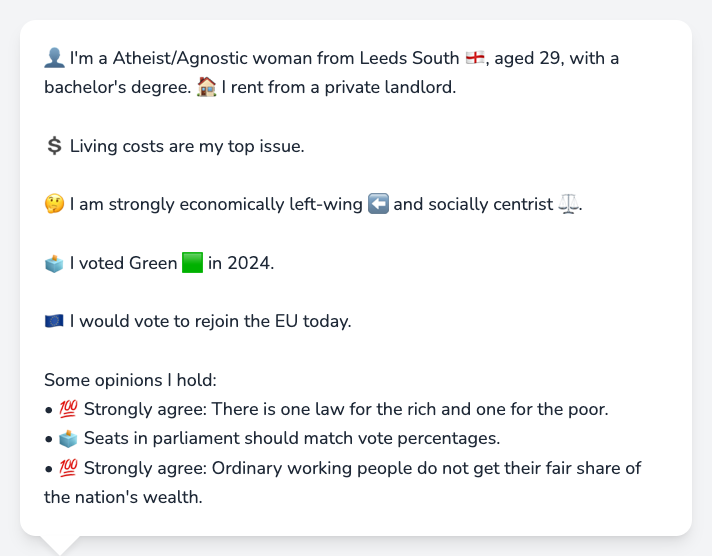 👤 I'm a Atheist/Agnostic woman from Leeds South 🏴󠁧󠁢󠁥󠁮󠁧󠁿, aged 29, with a
bachelor's degree. 🏠 I rent from a private landlord.
💲 Living costs are my top issue.
🤔 I am strongly economically left-wing ⬅️ and socially centrist ⚖️.
🗳️ I voted Green 🟩 in 2024.
🇪🇺 I would vote to rejoin the EU today.
Some opinions I hold:
• 💯 Strongly agree: There is one law for the rich and one for the poor.
• 🗳️ Seats in parliament should match vote percentages.
• 💯 Strongly agree: Ordinary working people do not get their fair share of
the nation's wealth.